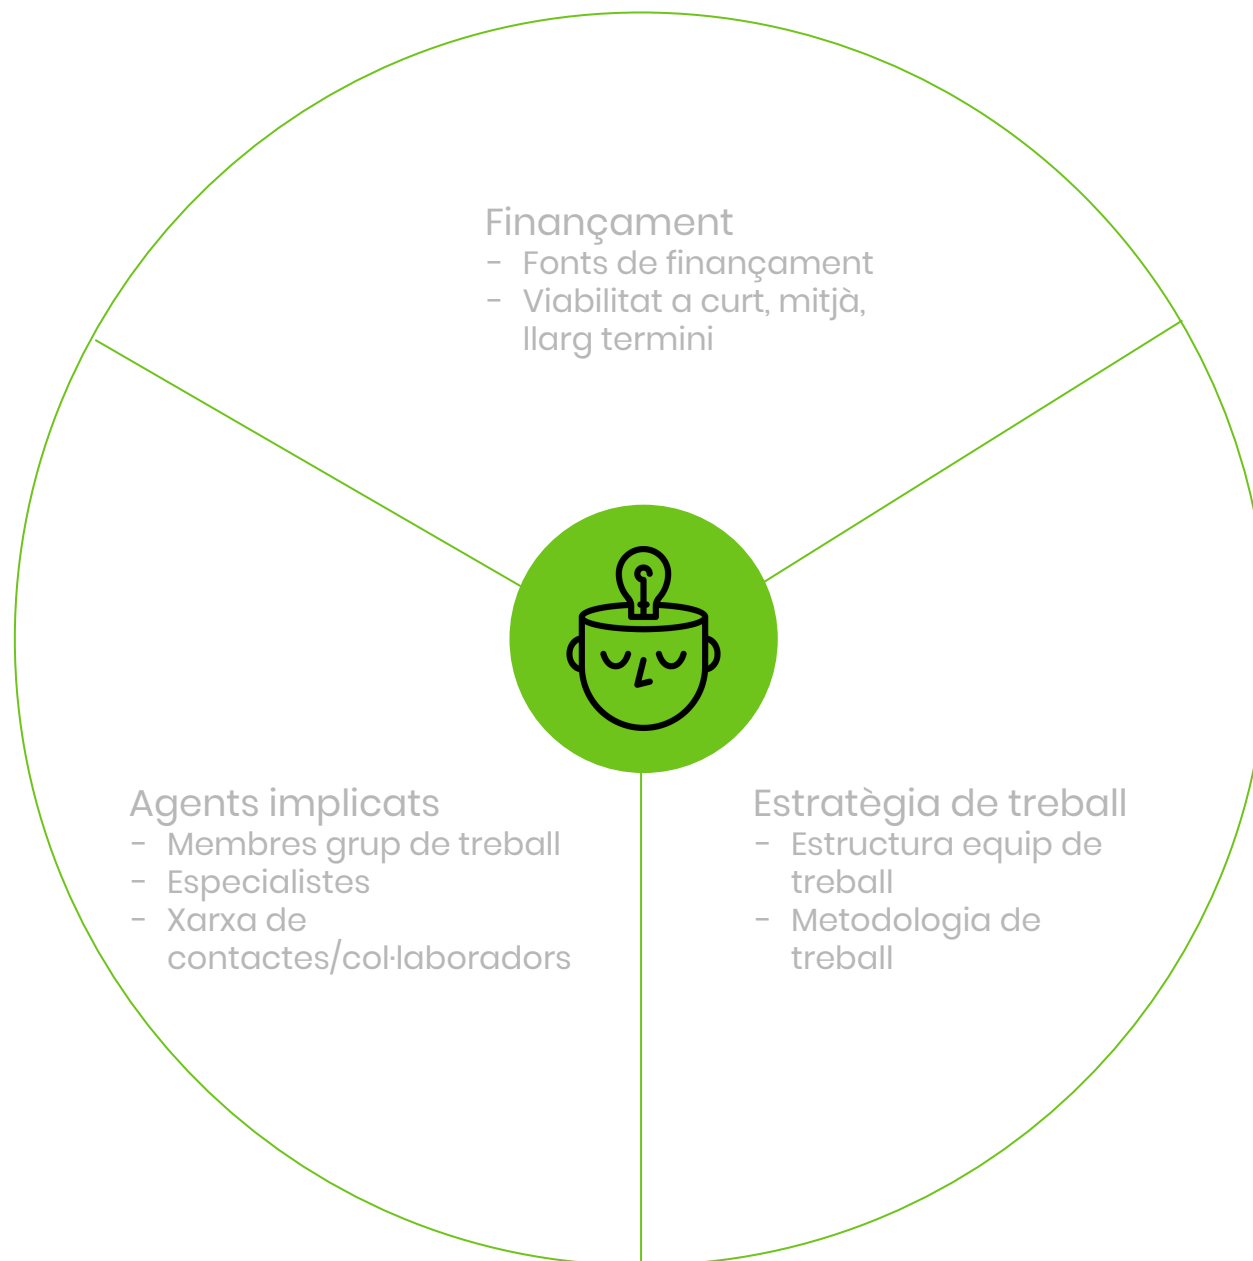 Finançament
- Fonts de finançament
- Viabilitat a curt, mitjà,
llarg termini
Agents implicats
- Membres grup de treball
- Especialistes
- Xarxa de
contactes/col·laboradors
Estratègia de treball
- Estructura equip de
treball
- Metodologia de
treball